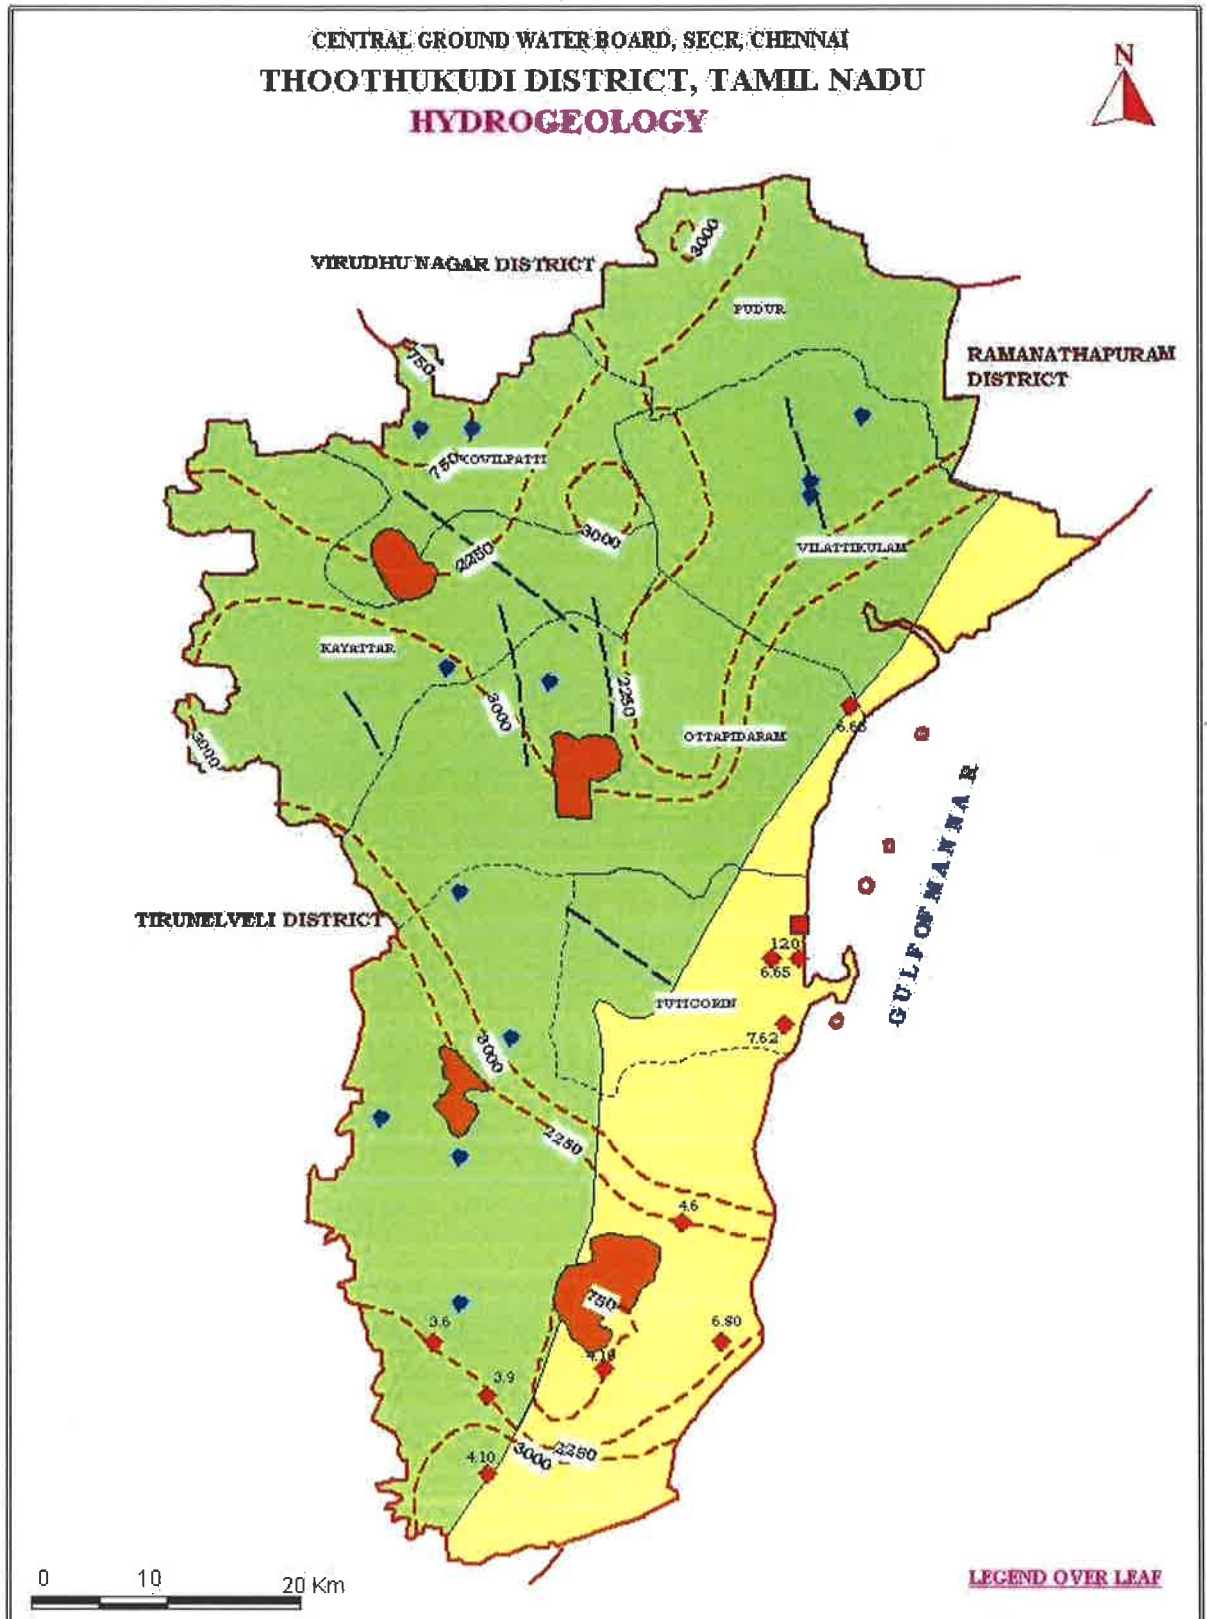 CENTRAL GROUND WATER BOARD, SECR, CHENNAI
THOOTHUKUDI DISTRICT, TAMIL NADU
HYDROGEOLOGY
N
3000
VIRUDHU NAGAR DISTRICT
PUDUR
RAMANATHAPURAM
DISTRICT
750
750
KOVILPATTI
3000
2250
VILATTIKULAM
KAYATTAR
3000
2250
6.65
3000
OTTAPIDARAM
GULF OF MANNAR
TIRUNELVELI DISTRICT
120
6.65
TUTICORIN
7.62
3000
2250
4.6
750
3.6
6.80
4.10
3.9
3000
2250
4.10
0 10 20 Km
LEGEND OVER LEAF